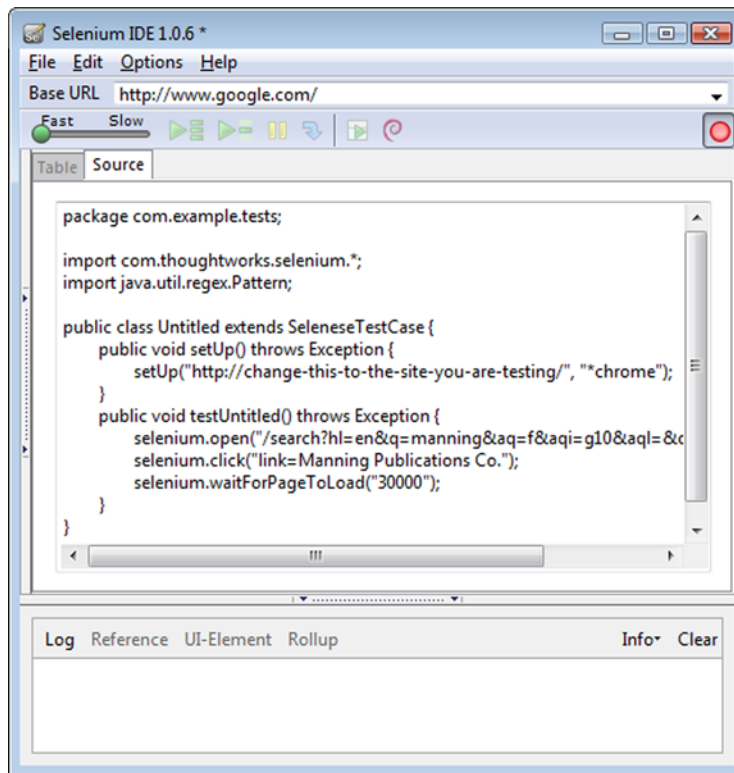 Selenium IDE 1.0.6 *
File Edit Options Help
Base URL http://www.google.com/
Fast Slow
Table Source
package com.example.tests;
import com.thoughtworks.selenium.*;
import java.util.regex.Pattern;
public class Untitled extends SeleneseTestCase {
public void setUp() throws Exception {
setUp("http://change-this-to-the-site-you-are-testing/", "*chrome");
}
public void testUntitled() throws Exception {
selenium.open("/search?hl=en&q=manning&aq=f&aqi=g10&aql=&c
selenium.click("link=Manning Publications Co.");
selenium.waitForPageToLoad("30000");
}
}
Log Reference UI-Element Rollup Info Clear